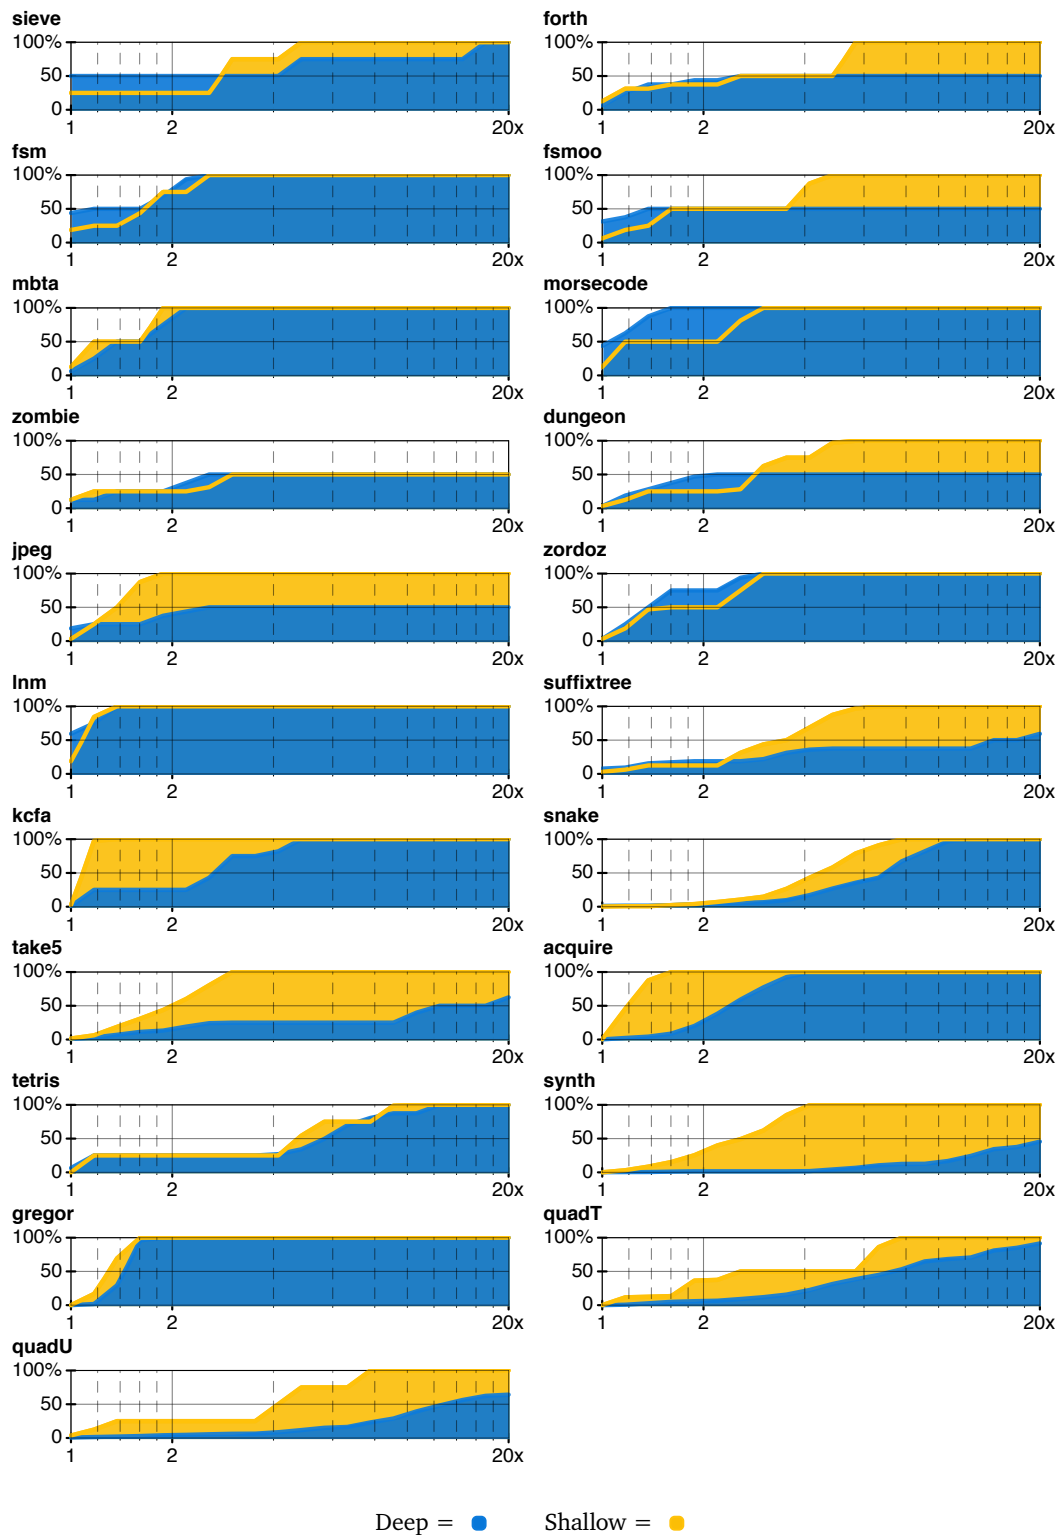 sieve
100%
50
0
1 2 20x
forth
100%
50
0
1 2 20x
fsm
100%
50
0
1 2 20x
fsmoo
100%
50
0
1 2 20x
mbta
100%
50
0
1 2 20x
morsecode
100%
50
0
1 2 20x
zombie
100%
50
0
1 2 20x
dungeon
100%
50
0
1 2 20x
jpeg
100%
50
0
1 2 20x
zordoz
100%
50
0
1 2 20x
lnm
100%
50
0
1 2 20x
suffixtree
100%
50
0
1 2 20x
kcfa
100%
50
0
1 2 20x
snake
100%
50
0
1 2 20x
take5
100%
50
0
1 2 20x
acquire
100%
50
0
1 2 20x
tetris
100%
50
0
1 2 20x
synth
100%
50
0
1 2 20x
gregor
100%
50
0
1 2 20x
quadT
100%
50
0
1 2 20x
quadU
100%
50
0
1 2 20x
Deep = Shallow =